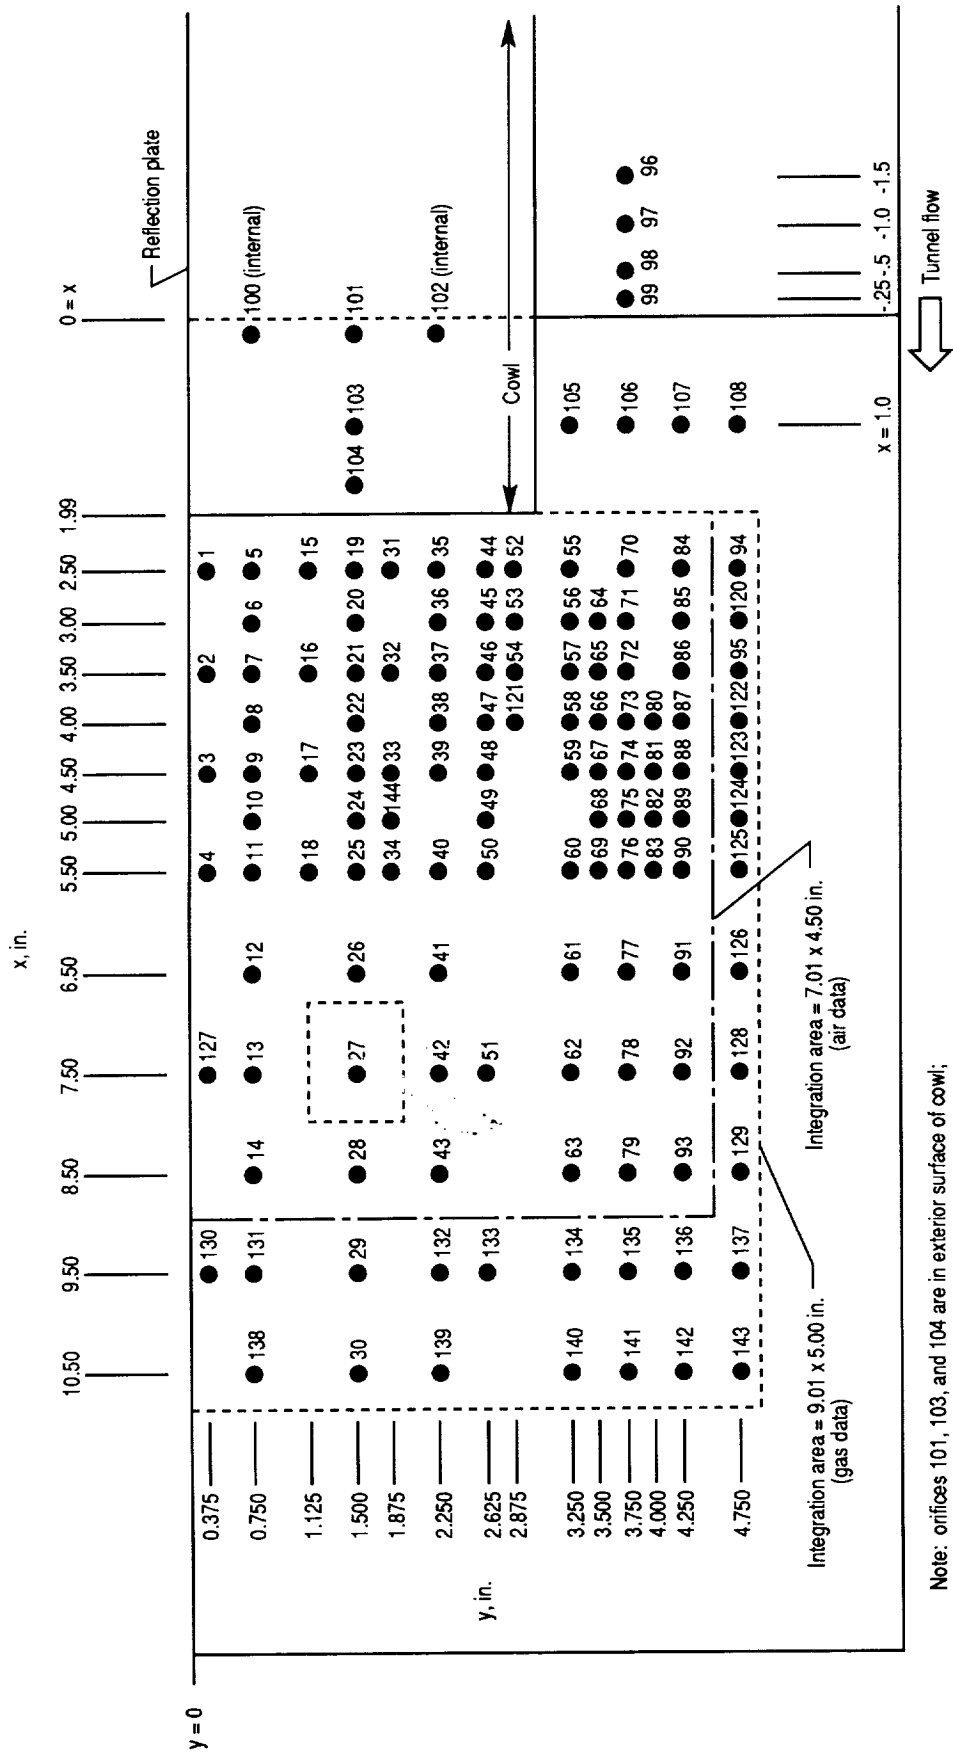 x, in.
10.50 9.50 8.50 7.50 6.50 5.50 5.00 4.50 4.00 3.50 3.00 2.50 1.99 0 = x
Reflection plate
y = 0
0.375 130 127 4 3 2 1
0.750 138 131 14 13 12 11 10 9 8 7 6 5 100 (internal)
1.125 18 17 16 15
1.500 30 29 28 27 26 25 24 23 22 21 20 19 104 103 101
1.875 34 144 33 32 31
2.250 139 132 43 42 41 40 39 38 37 36 35 102 (internal)
2.625 133 51 50 49 48 47 46 45 44
2.875 121 54 53 52
Cowl
y, in.
3.250 140 134 63 62 61 60 59 58 57 56 55 105
3.500 69 68 67 66 65 64
3.750 141 135 79 78 77 76 75 74 73 72 71 70 106 99 98 97 96
4.000 83 82 81 80
4.250 142 136 93 92 91 90 89 88 87 86 85 84 107
4.750 143 137 129 128 126 125 124 123 122 95 120 94 108
Integration area = 9.01 x 5.00 in.
(gas data)
Integration area = 7.01 x 4.50 in.
(air data)
x = 1.0 -.25 -.5 -1.0 -1.5
Tunnel flow
Note: orifices 101, 103, and 104 are in exterior surface of cowl;